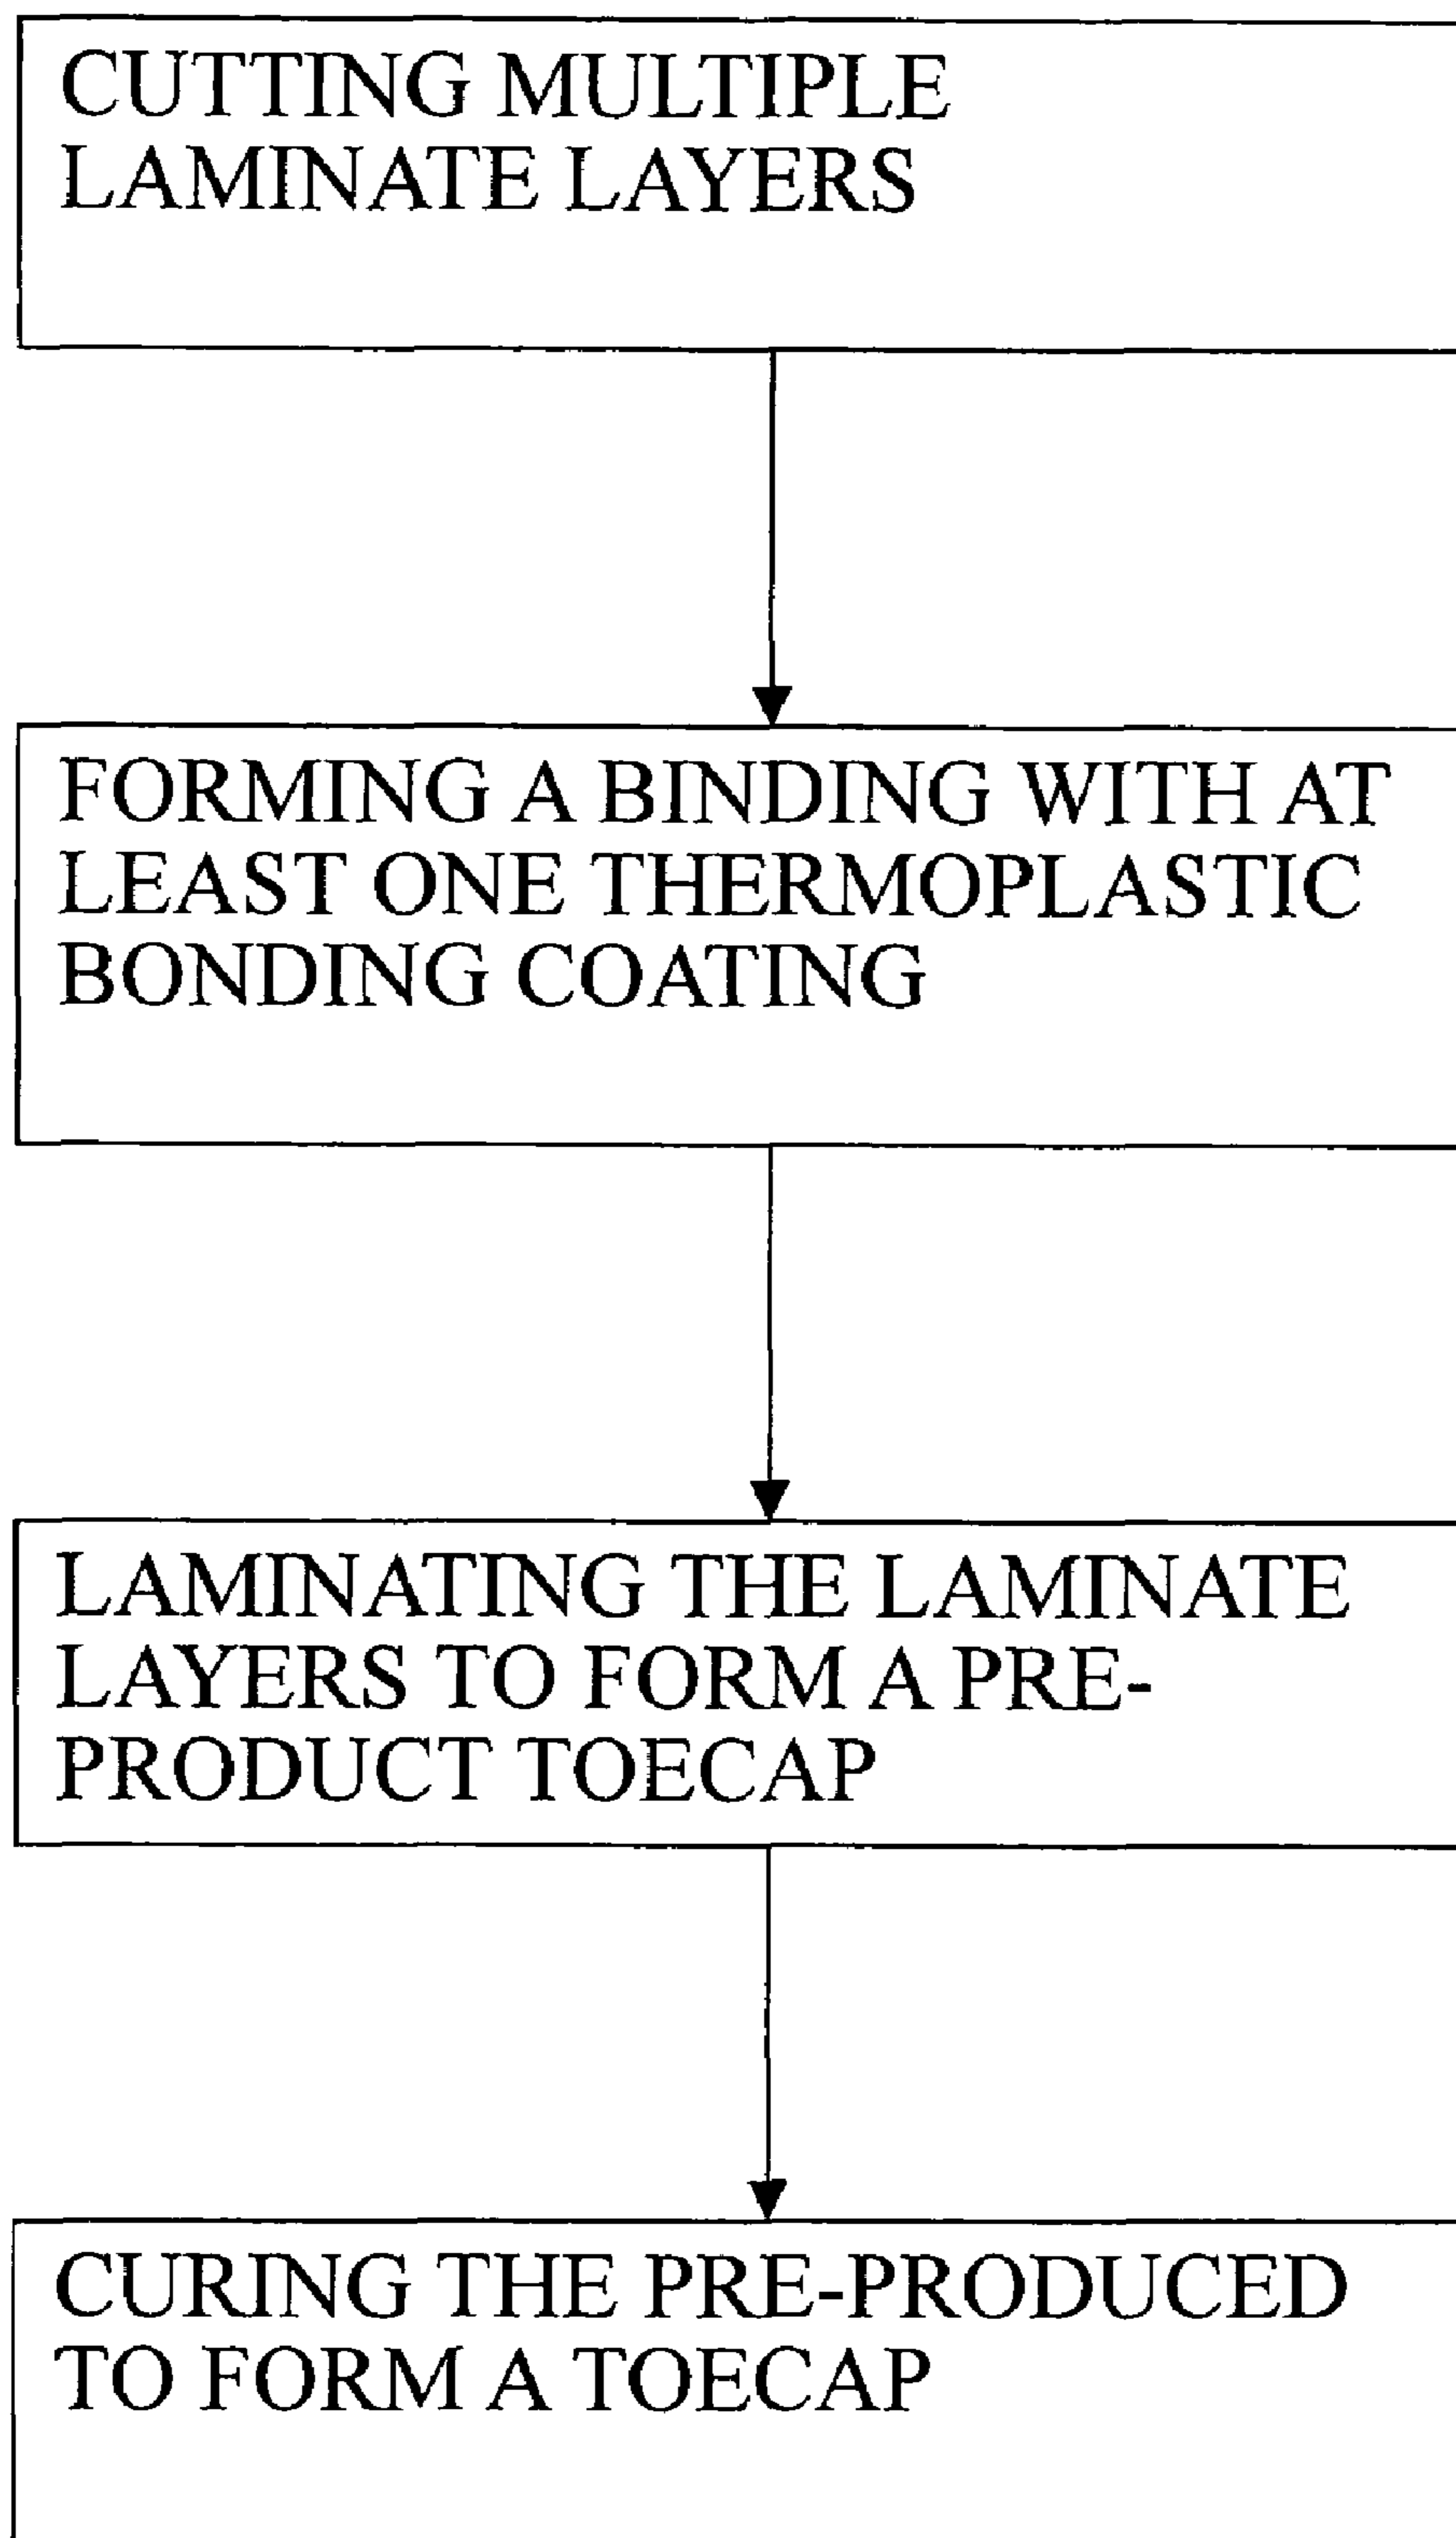 CUTTING MULTIPLE
LAMINATE LAYERS
FORMING A BINDING WITH AT
LEAST ONE THERMOPLASTIC
BONDING COATING
LAMINATING THE LAMINATE
LAYERS TO FORM A PRE-
PRODUCT TOECAP
CURING THE PRE-PRODUCED
TO FORM A TOECAP